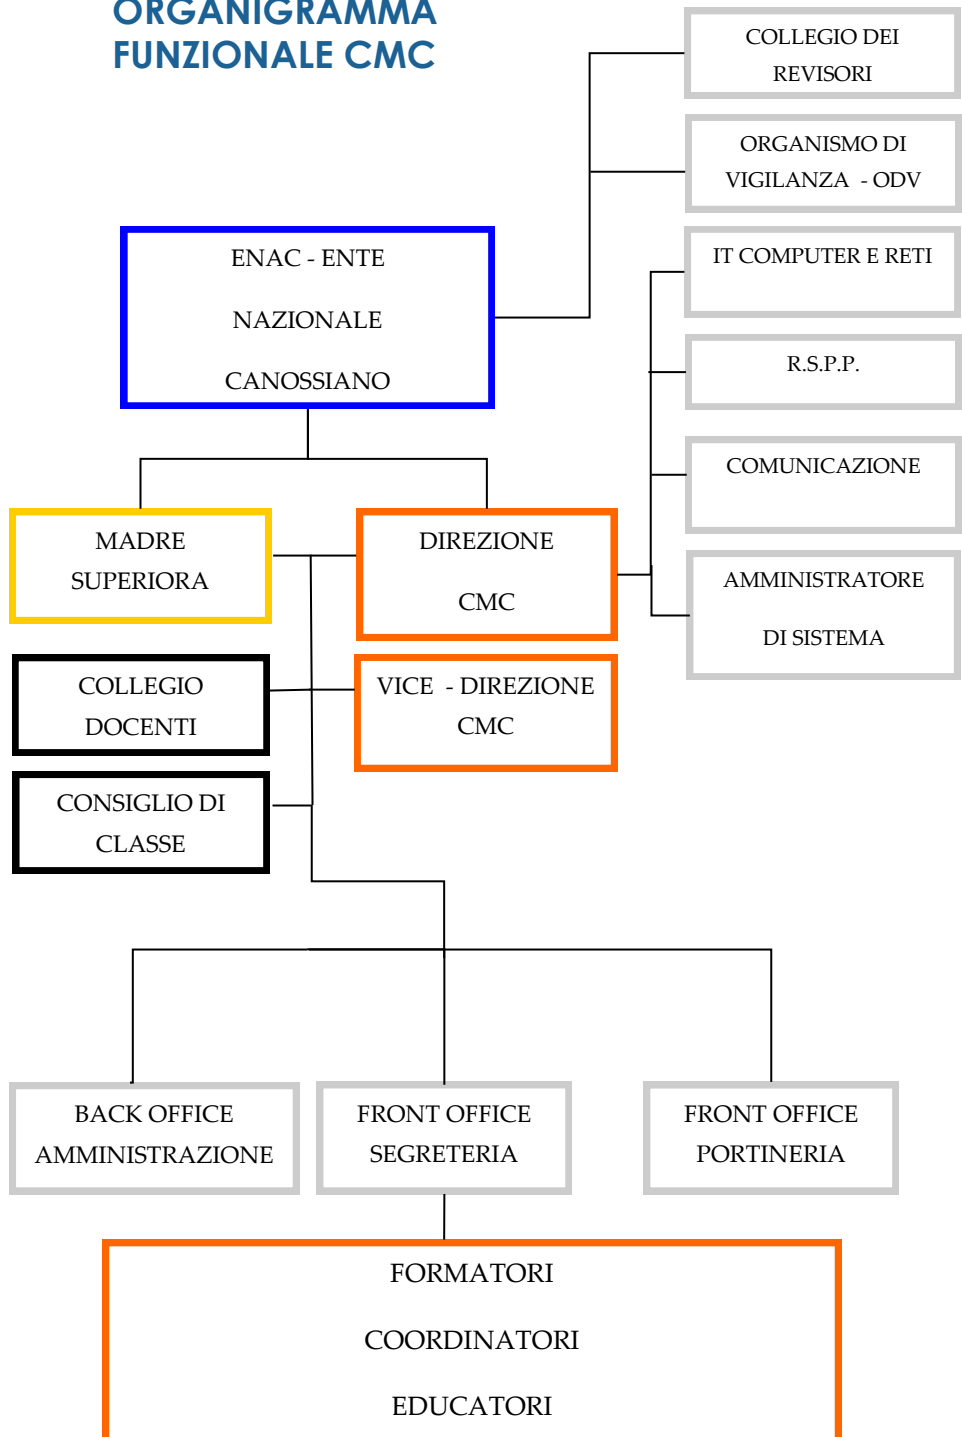 ORGANIGRAMMA
FUNZIONALE CMC
COLLEGIO DEI
REVISORI
ORGANISMO DI
VIGILANZA - ODV
ENAC - ENTE
NAZIONALE
CANOSSIANO
IT COMPUTER E RETI
R.S.P.P.
COMUNICAZIONE
AMMINISTRATORE
DI SISTEMA
MADRE
SUPERIORA
DIREZIONE
CMC
COLLEGIO
DOCENTI
VICE - DIREZIONE
CMC
CONSIGLIO DI
CLASSE
BACK OFFICE
AMMINISTRAZIONE
FRONT OFFICE
SEGRETERIA
FRONT OFFICE
PORTINERIA
FORMATORI
COORDINATORI
EDUCATORI